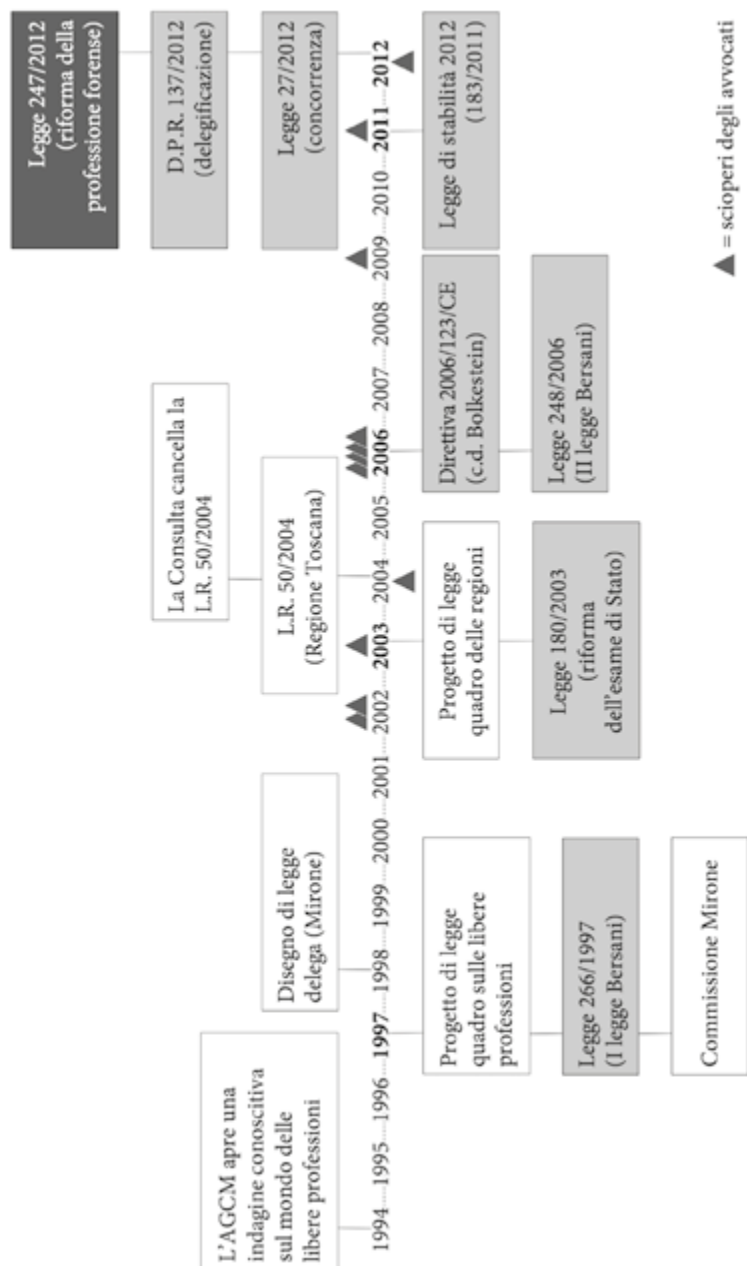 L'AGCM apre una
indagine conoscitiva
sul mondo delle
libere professioni
Disegno di legge
delega (Mirone)
La Consulta cancella la
L.R. 50/2004
L.R. 50/2004
(Regione Toscana)
Legge 247/2012
(riforma della
professione forense)
D.P.R. 137/2012
(delegificazione)
Legge 27/2012
(concorrenza)
1994 1995 1996 1997 1998 1999 2000 2001 2002 2003 2004 2005 2006 2007 2008 2009 2010 2011 2012
Progetto di legge
quadro sulle libere
professioni
Legge 266/1997
(I legge Bersani)
Commissione Mirone
Progetto di legge
quadro delle regioni
Legge 180/2003
(riforma
dell'esame di Stato)
Direttiva 2006/123/CE
(c.d. Bolkestein)
Legge 248/2006
(II legge Bersani)
Legge di stabilità 2012
(183/2011)
▲ = scioperi degli avvocati